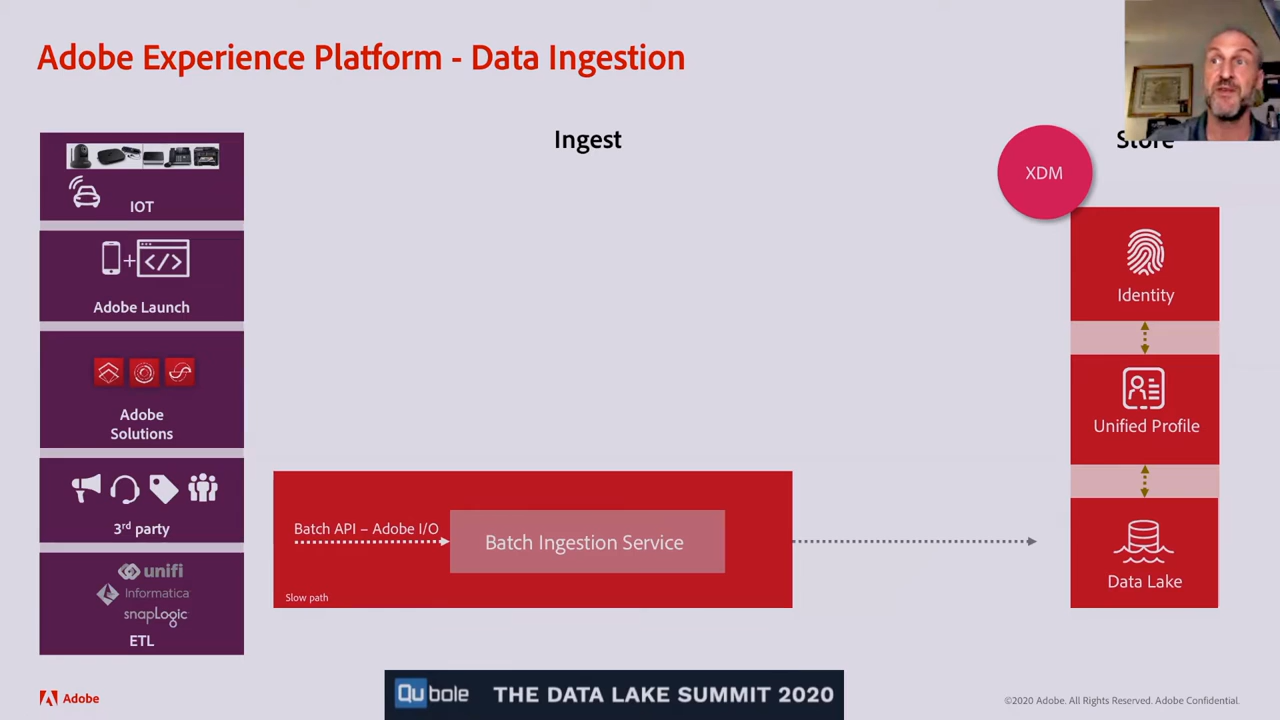 Adobe Experience Platform - Data Ingestion
Ingest
Store
XDM
IOT
Adobe Launch
Adobe
Solutions
3rd party
unifi
Informatica
snapLogic
ETL
Batch API – Adobe I/O
Batch Ingestion Service
Slow path
Identity
Unified Profile
Data Lake
Adobe
Qubole THE DATA LAKE SUMMIT 2020
©2020 Adobe. All Rights Reserved. Adobe Confidential.